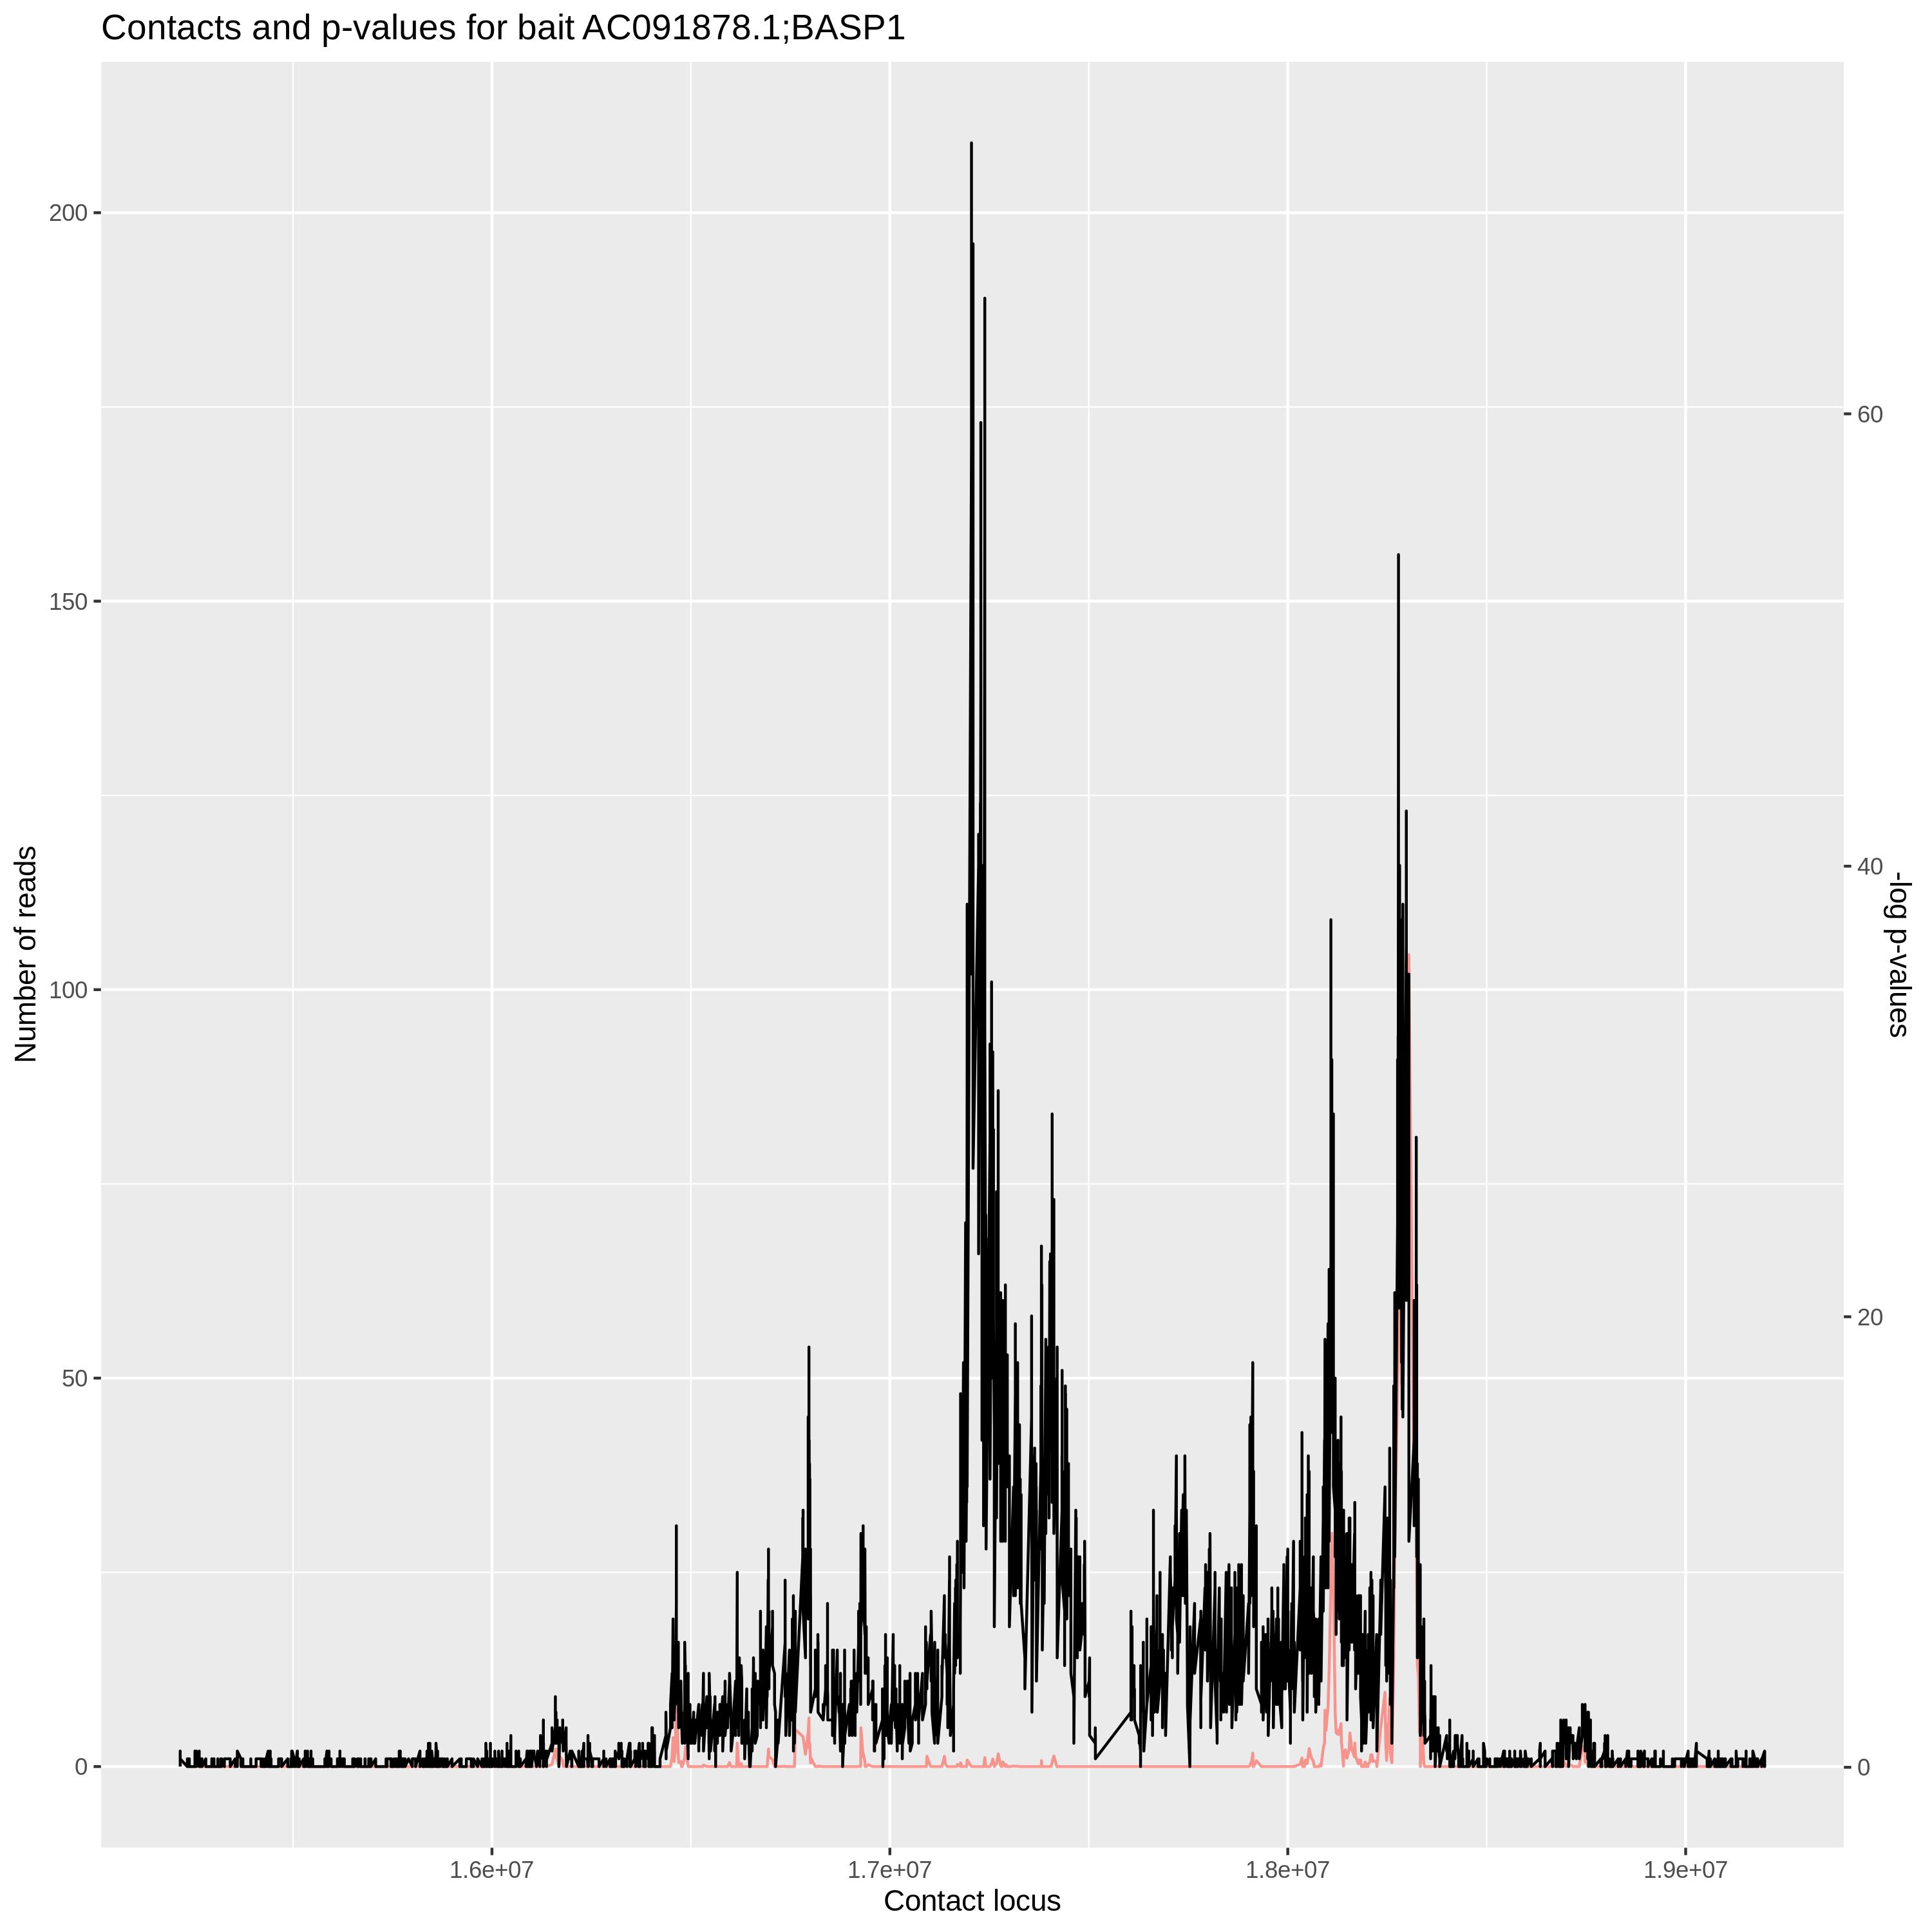 Contacts and p-values for bait AC091878.1;BASP1
200
150
100
50
0
Number of reads
60
40
20
0
-log p-values
1.6e+07
1.7e+07
1.8e+07
1.9e+07
Contact locus